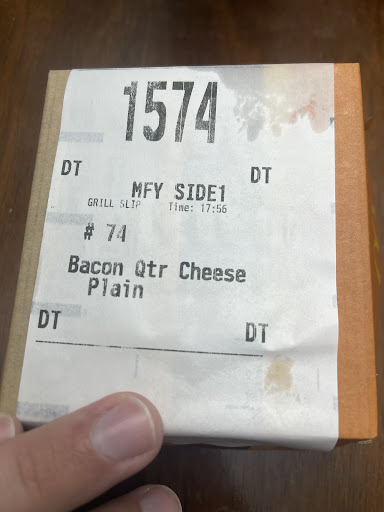 1574
DT DT
MFY SIDE1
GRILL SLIP Time: 17:56
# 74
Bacon Qtr Cheese
Plain
DT DT